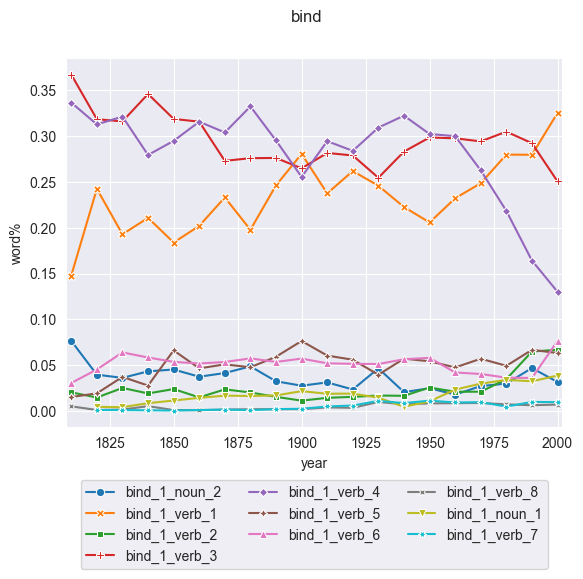 bind
0.35
0.30
0.25
0.20
0.15
0.10
0.05
0.00
word%
1825 1850 1875 1900 1925 1950 1975 2000
year
bind_1_noun_2 bind_1_verb_4 bind_1_verb_8
bind_1_verb_1 bind_1_verb_5 bind_1_noun_1
bind_1_verb_2 bind_1_verb_6 bind_1_verb_7
bind_1_verb_3